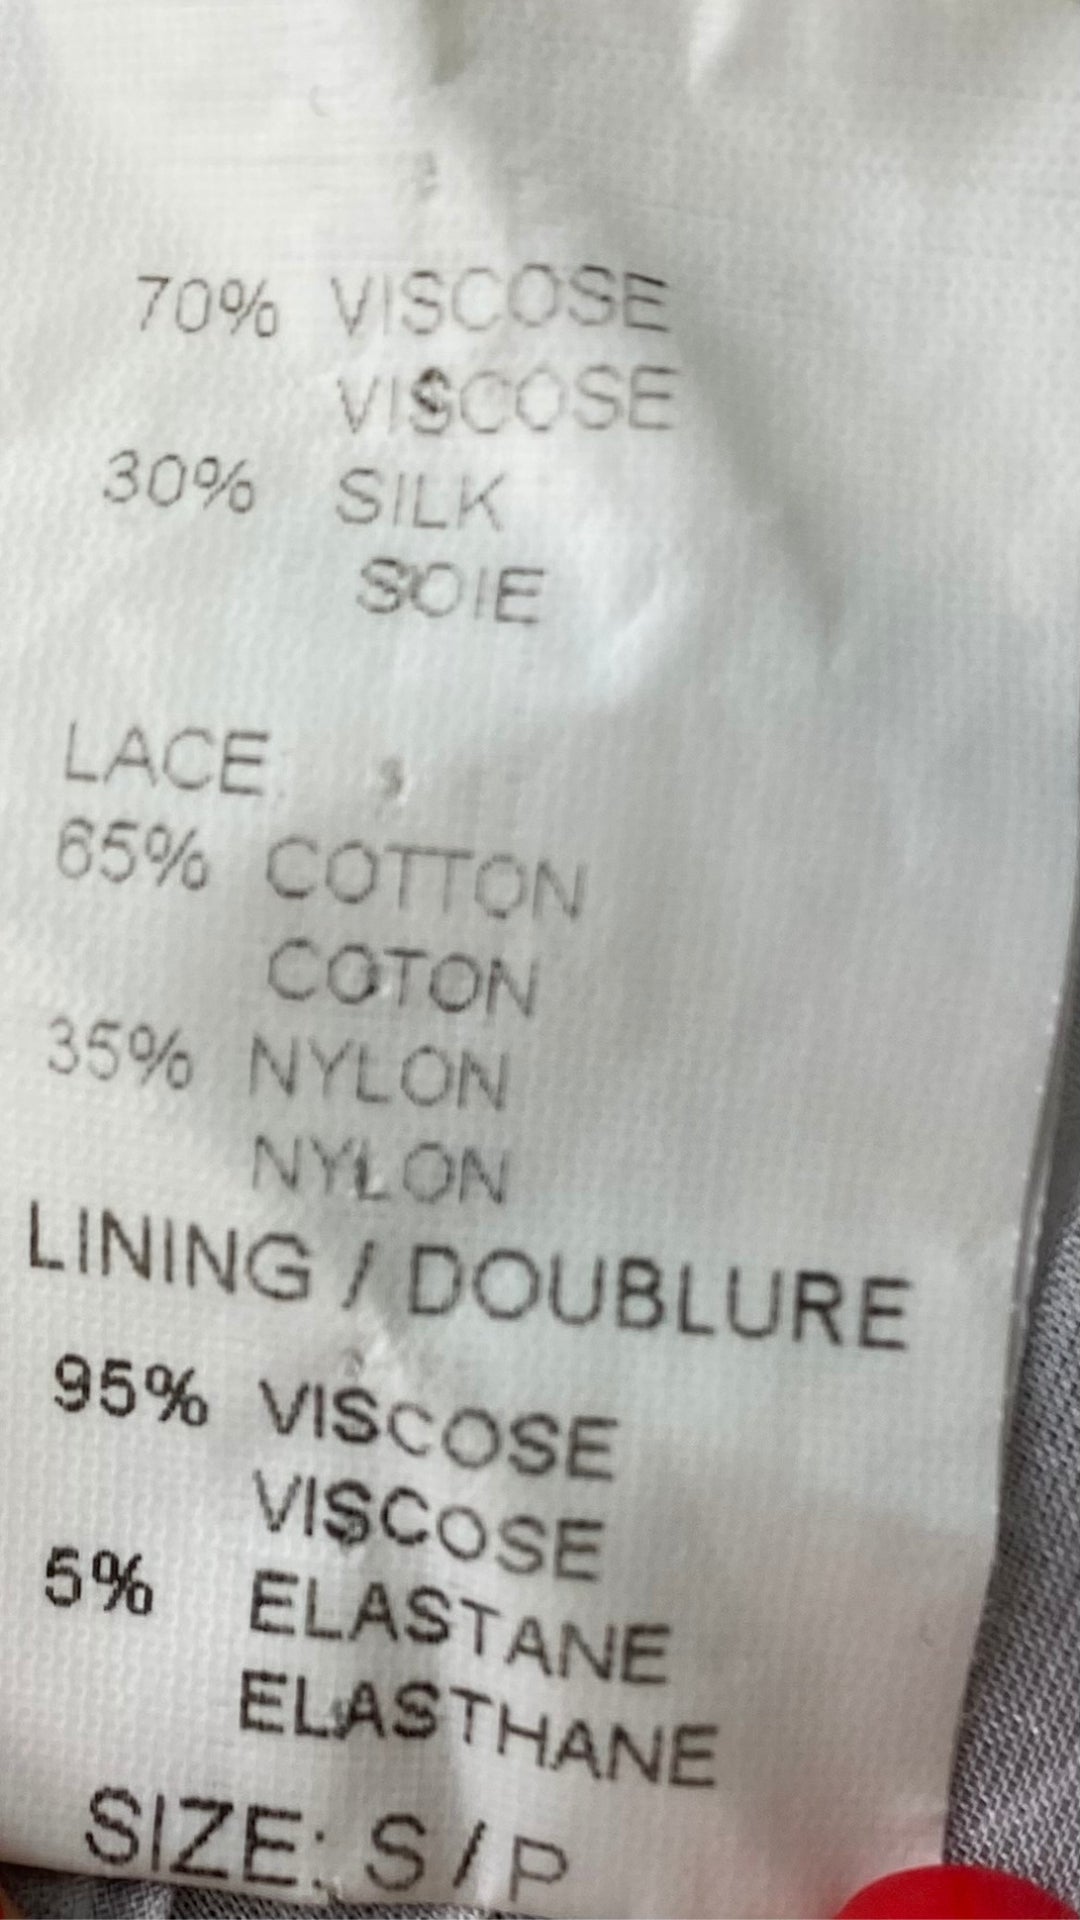 70% VISCOSE
VISCOSE
30% SILK
SOIE
LACE:
65% COTTON
COTON
35% NYLON
NYLON
LINING / DOUBLURE
95% VISCOSE
VISCOSE
5% ELASTANE
ELASTHANE
SIZE: S / P